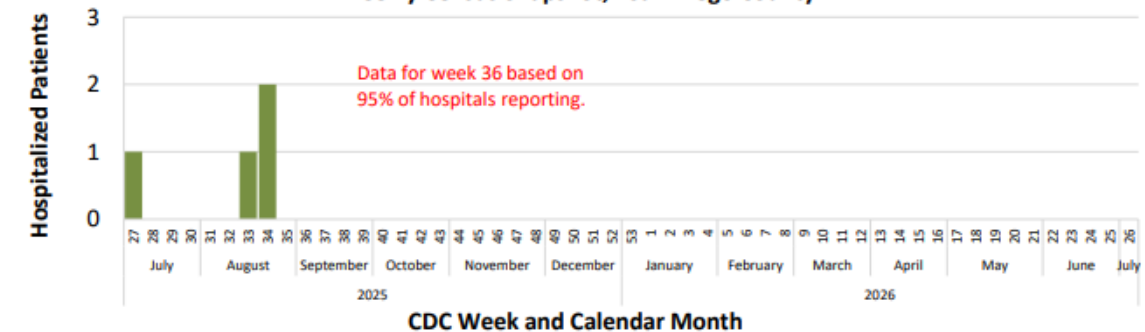 3
2
1
0
Hospitalized Patients
Data for week 36 based on
95% of hospitals reporting.
27 28 29 30 31 32 33 34 35 36 37 38 39 40 41 42 43 44 45 46 47 48 49 50 51 52 53 1 2 3 4 5 6 7 8 9 10 11 12 13 14 15 16 17 18 19 20 21 22 23 24 25 26
July August September October November December January February March April May June July
2025 2026
CDC Week and Calendar Month